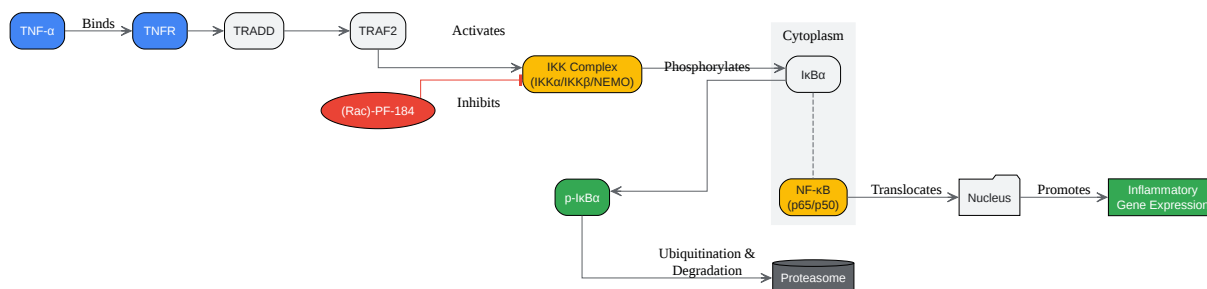 TNF-α
Binds
TNFR
TRADD
TRAF2
Activates
IKK Complex
(IKKα/IKKβ/NEMO)
(Rac)-PF-184
Inhibits
Phosphorylates
Cytoplasm
IκBα
p-IκBα
NF-κB
(p65/p50)
Translocates
Nucleus
Promotes
Inflammatory
Gene Expression
Ubiquitination &
Degradation
Proteasome